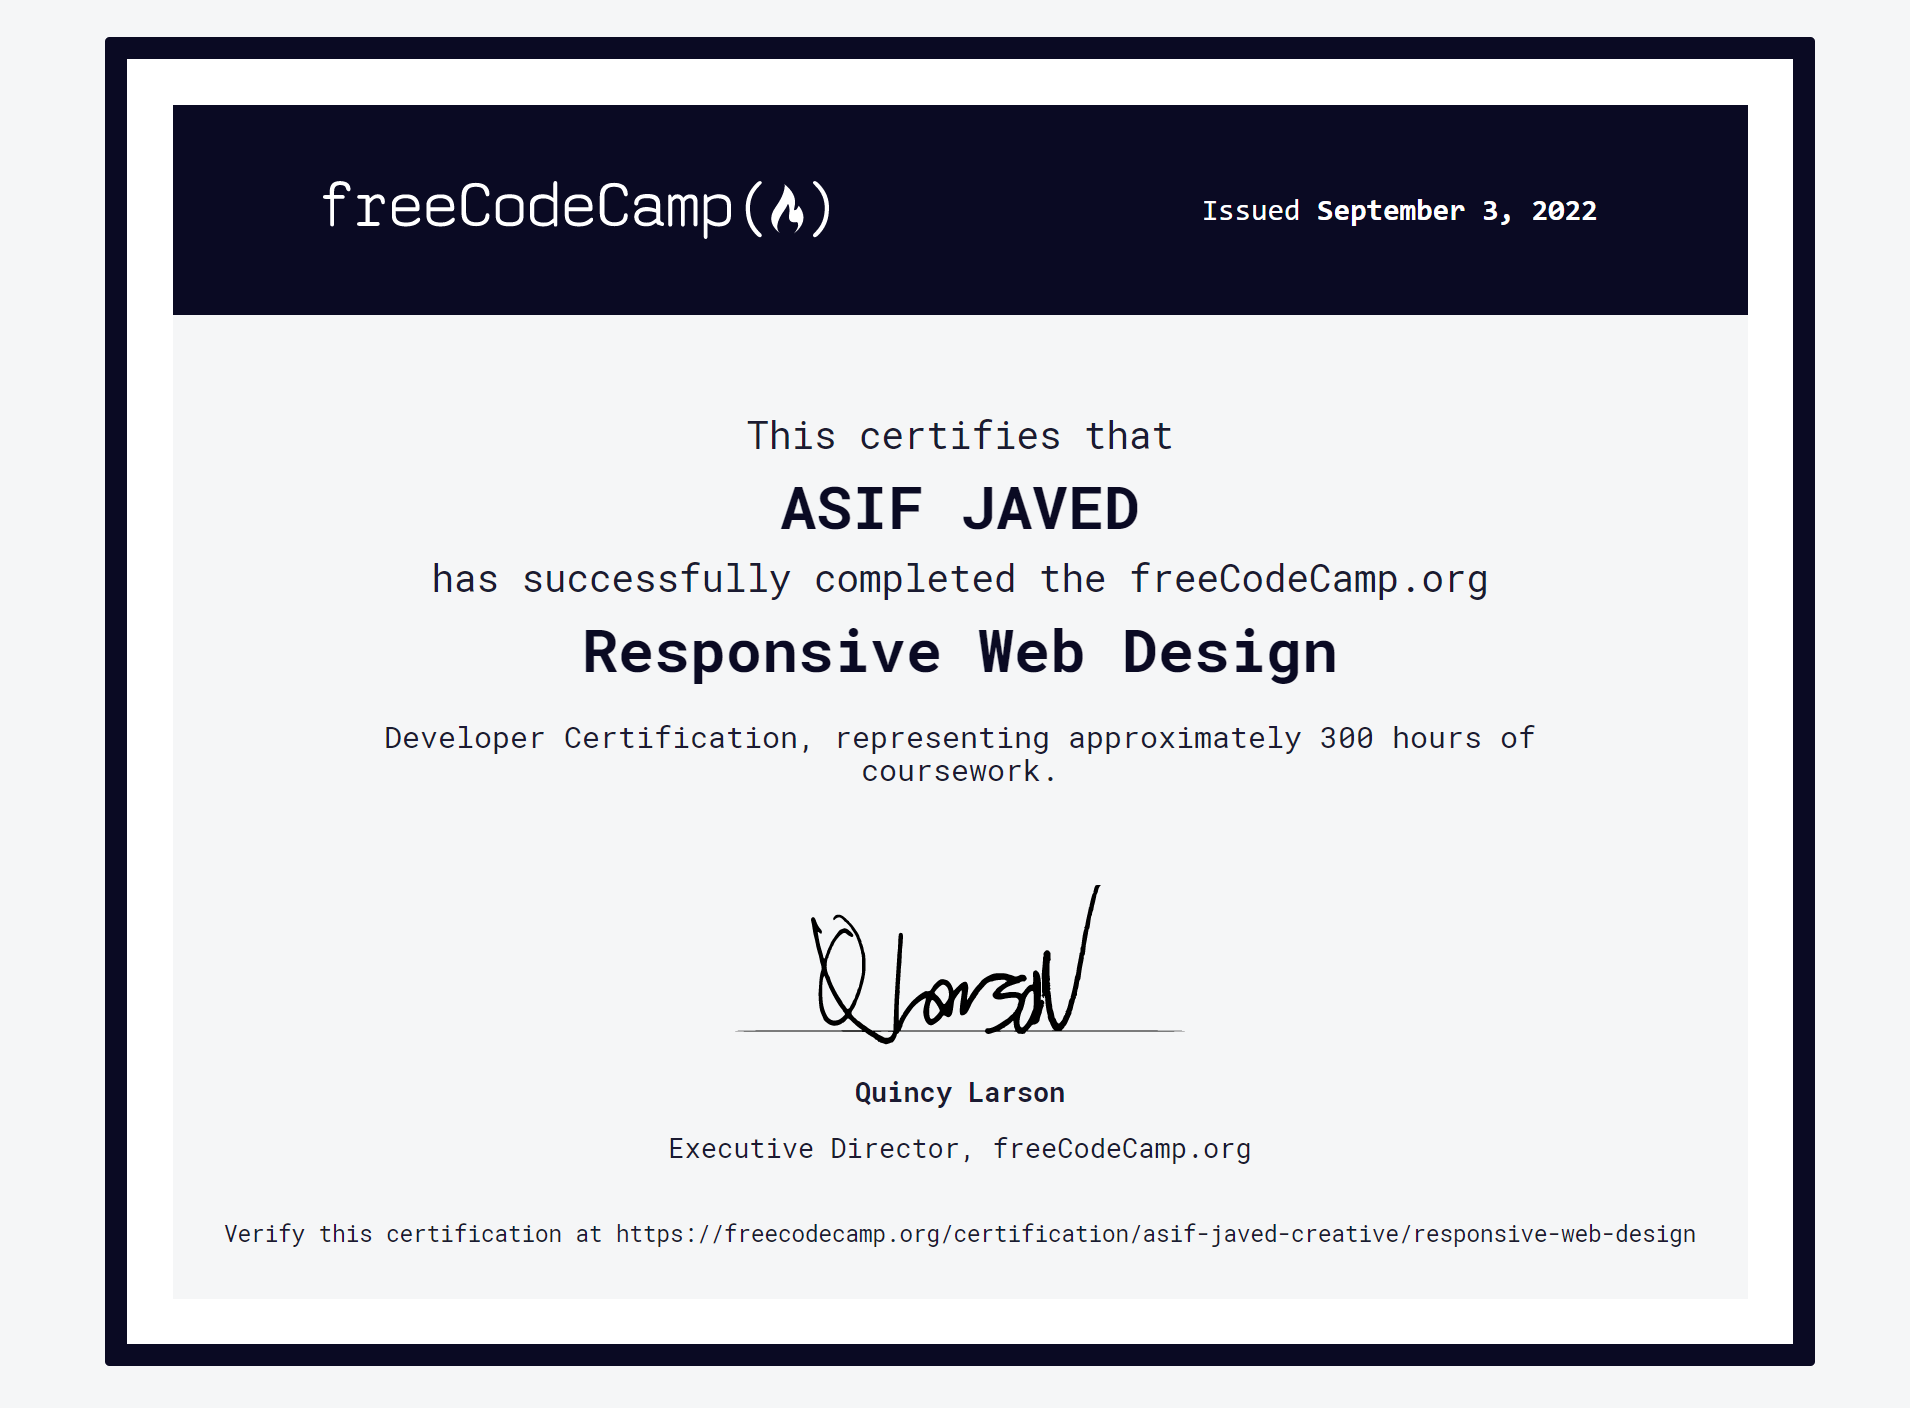 freeCodeCamp(🔥)
Issued September 3, 2022
This certifies that
ASIF JAVED
has successfully completed the freeCodeCamp.org
Responsive Web Design
Developer Certification, representing approximately 300 hours of
coursework.
Q Larson
Quincy Larson
Executive Director, freeCodeCamp.org
Verify this certification at https://freecodecamp.org/certification/asif-javed-creative/responsive-web-design